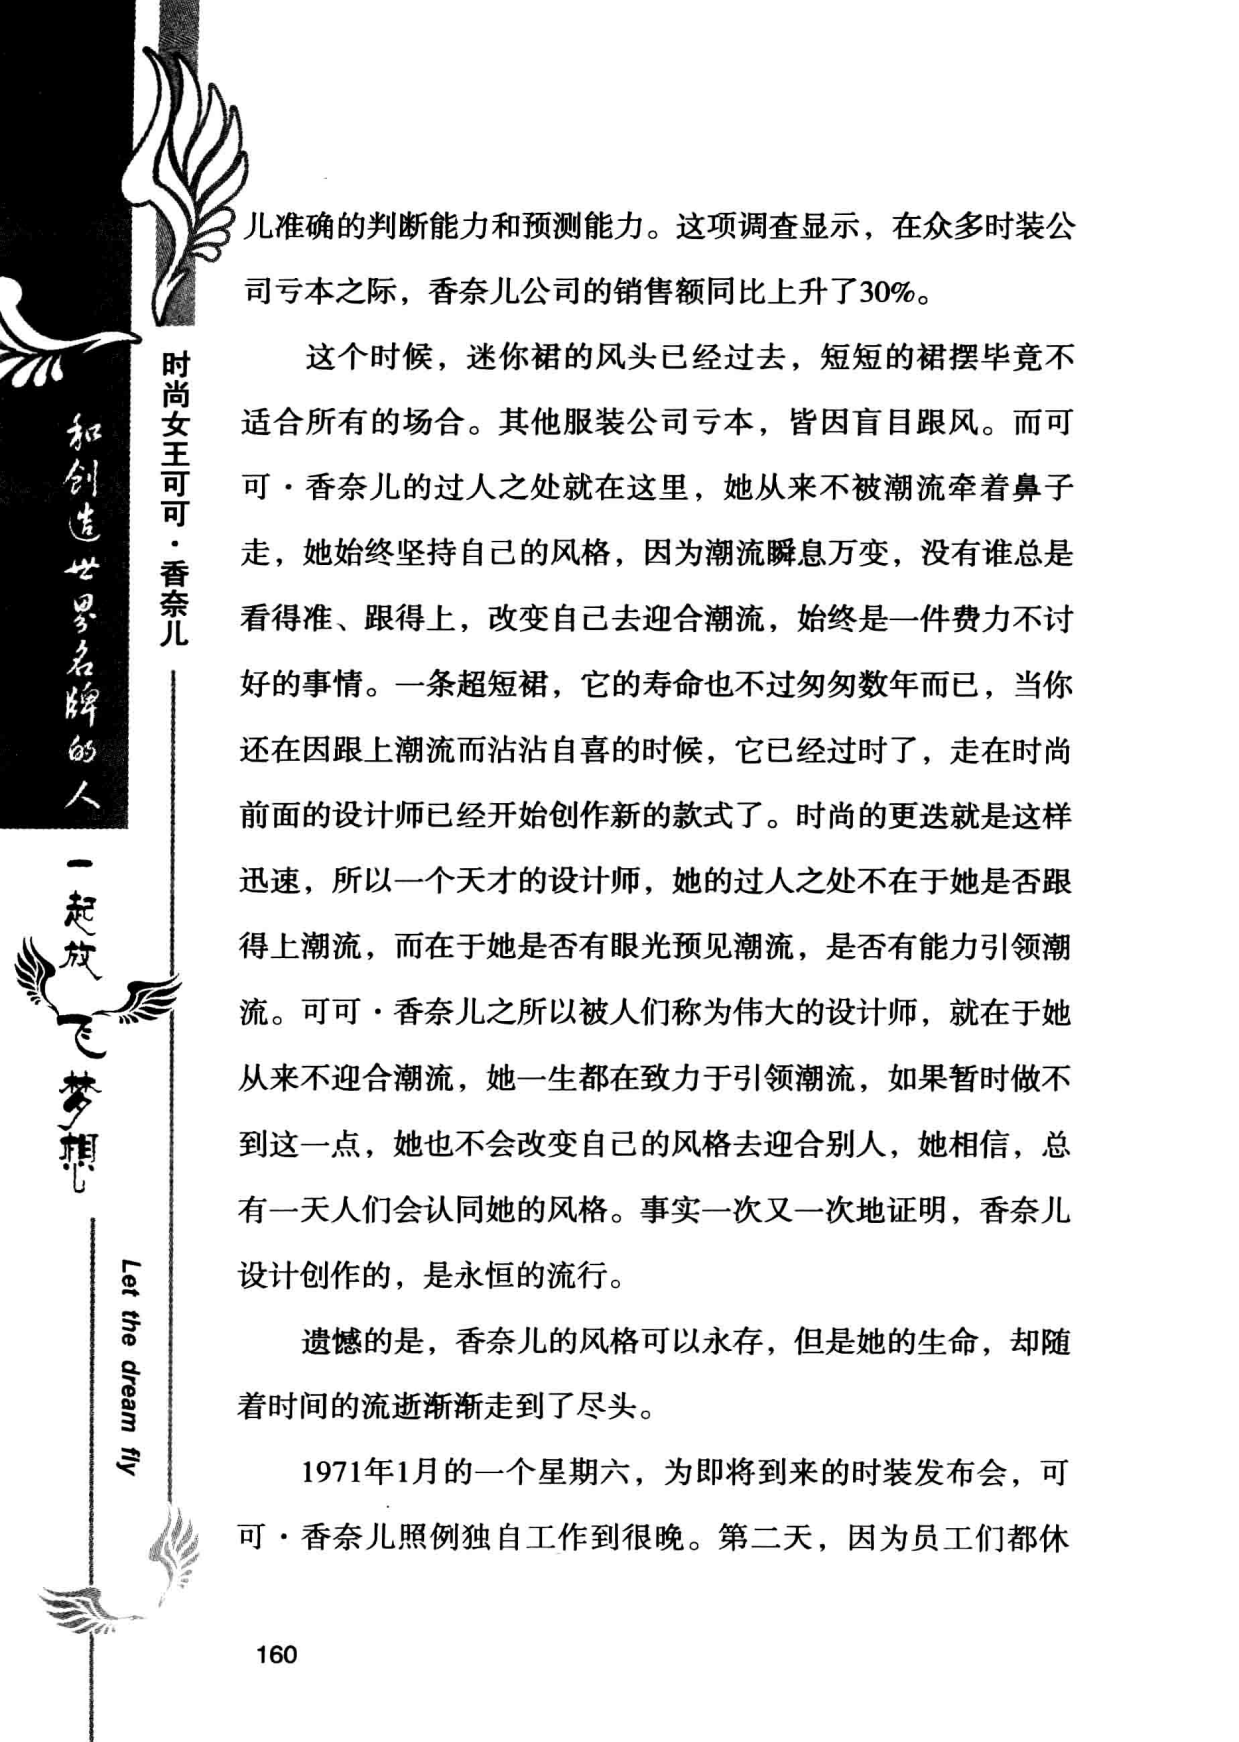 时尚女王可可·香奈儿
和创造世界名牌的人
一起放飞梦想
Let the dream fly
儿准确的判断能力和预测能力。这项调查显示，在众多时装公
司亏本之际，香奈儿公司的销售额同比上升了30%。
这个时候，迷你裙的风头已经过去，短短的裙摆毕竟不
适合所有的场合。其他服装公司亏本，皆因盲目跟风。而可
可·香奈儿的过人之处就在这里，她从来不被潮流牵着鼻子
走，她始终坚持自己的风格，因为潮流瞬息万变，没有谁总是
看得准、跟得上，改变自己去迎合潮流，始终是一件费力不讨
好的事情。一条超短裙，它的寿命也不过匆匆数年而已，当你
还在因跟上潮流而沾沾自喜的时候，它已经过时了，走在时尚
前面的设计师已经开始创作新的款式了。时尚的更迭就是这样
迅速，所以一个天才的设计师，她的过人之处不在于她是否跟
得上潮流，而在于她是否有眼光预见潮流，是否有能力引领潮
流。可可·香奈儿之所以被人们称为伟大的设计师，就在于她
从来不迎合潮流，她一生都在致力于引领潮流，如果暂时做不
到这一点，她也不会改变自己的风格去迎合别人，她相信，总
有一天人们会认同她的风格。事实一次又一次地证明，香奈儿
设计创作的，是永恒的流行。
遗憾的是，香奈儿的风格可以永存，但是她的生命，却随
着时间的流逝渐渐走到了尽头。
1971年1月的一个星期六，为即将到来的时装发布会，可
可·香奈儿照例独自工作到很晚。第二天，因为员工们都休
160